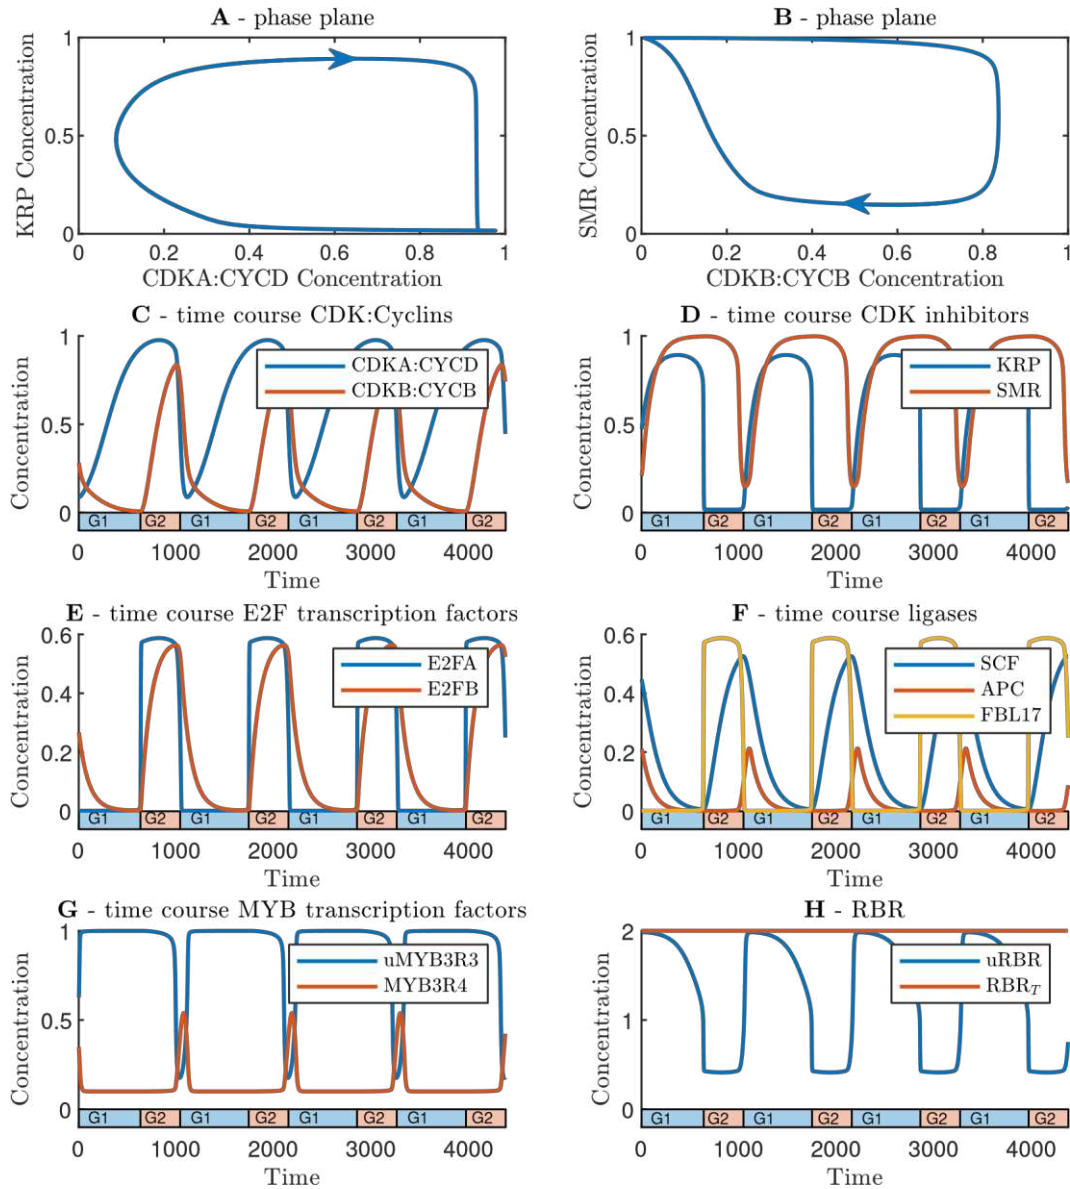 A - phase plane
1
0.5
0
KRP Concentration
0
0.2
0.4
0.6
0.8
1
CDKA:CYCD Concentration
B - phase plane
1
0.5
0
SMR Concentration
0
0.2
0.4
0.6
0.8
1
CDKB:CYCB Concentration
C - time course CDK:Cyclins
1
0.5
0
Concentration
CDKA:CYCD
CDKB:CYCB
G1 G2 G1 G2 G1 G2 G1 G2
0 1000 2000 3000 4000
Time
D - time course CDK inhibitors
1
0.5
0
Concentration
KRP
SMR
G1 G2 G1 G2 G1 G2 G1 G2
0 1000 2000 3000 4000
Time
E - time course E2F transcription factors
0.6
0.4
0.2
0
Concentration
E2FA
E2FB
G1 G2 G1 G2 G1 G2 G1 G2
0 1000 2000 3000 4000
Time
F - time course ligases
0.6
0.4
0.2
0
Concentration
SCF
APC
FBL17
G1 G2 G1 G2 G1 G2 G1 G2
0 1000 2000 3000 4000
Time
G - time course MYB transcription factors
1
0.5
0
Concentration
uMYB3R3
MYB3R4
G1 G2 G1 G2 G1 G2 G1 G2
0 1000 2000 3000 4000
Time
H - RBR
2
1
0
Concentration
uRBR
RBR_T
G1 G2 G1 G2 G1 G2 G1 G2
0 1000 2000 3000 4000
Time